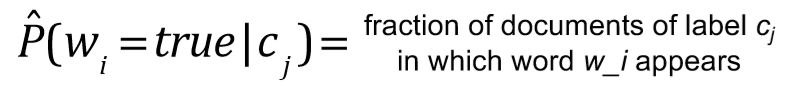 P̂(w_i = true | c_j) = fraction of documents of label c_j
in which word w_i appears